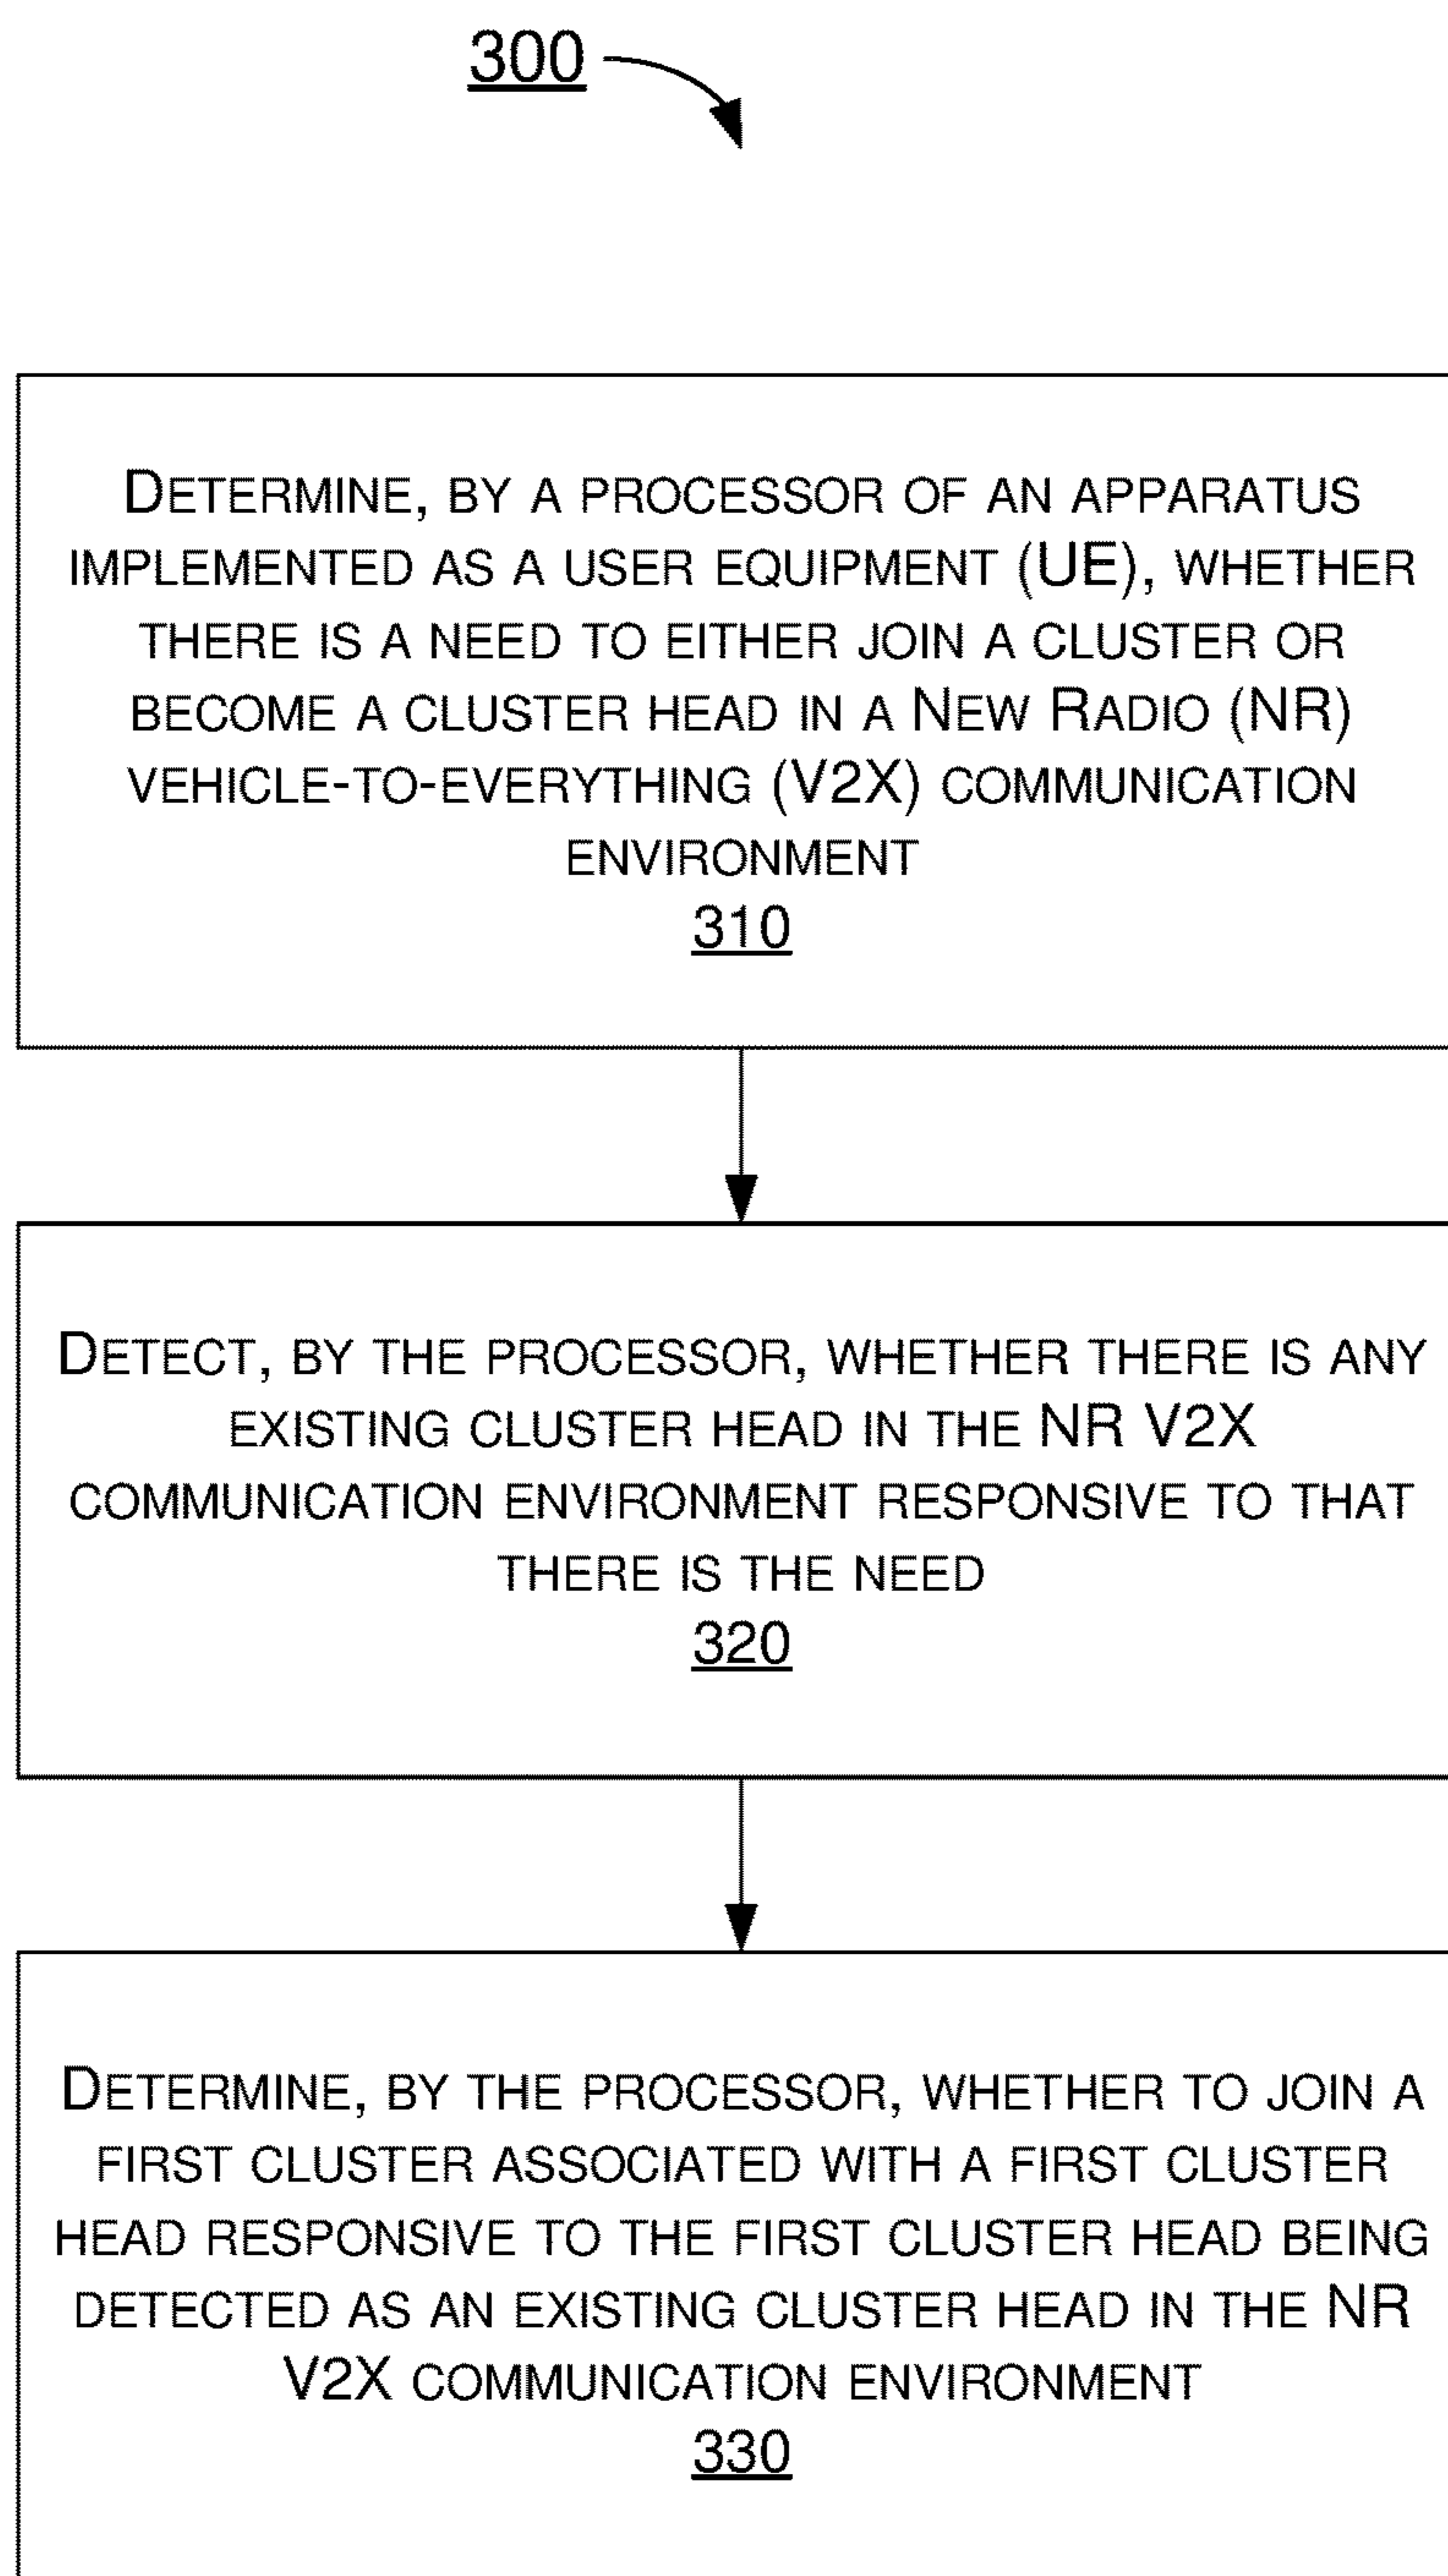 300
DETERMINE, BY A PROCESSOR OF AN APPARATUS
IMPLEMENTED AS A USER EQUIPMENT (UE), WHETHER
THERE IS A NEED TO EITHER JOIN A CLUSTER OR
BECOME A CLUSTER HEAD IN A NEW RADIO (NR)
VEHICLE-TO-EVERYTHING (V2X) COMMUNICATION
ENVIRONMENT
310
DETECT, BY THE PROCESSOR, WHETHER THERE IS ANY
EXISTING CLUSTER HEAD IN THE NR V2X
COMMUNICATION ENVIRONMENT RESPONSIVE TO THAT
THERE IS THE NEED
320
DETERMINE, BY THE PROCESSOR, WHETHER TO JOIN A
FIRST CLUSTER ASSOCIATED WITH A FIRST CLUSTER
HEAD RESPONSIVE TO THE FIRST CLUSTER HEAD BEING
DETECTED AS AN EXISTING CLUSTER HEAD IN THE NR
V2X COMMUNICATION ENVIRONMENT
330